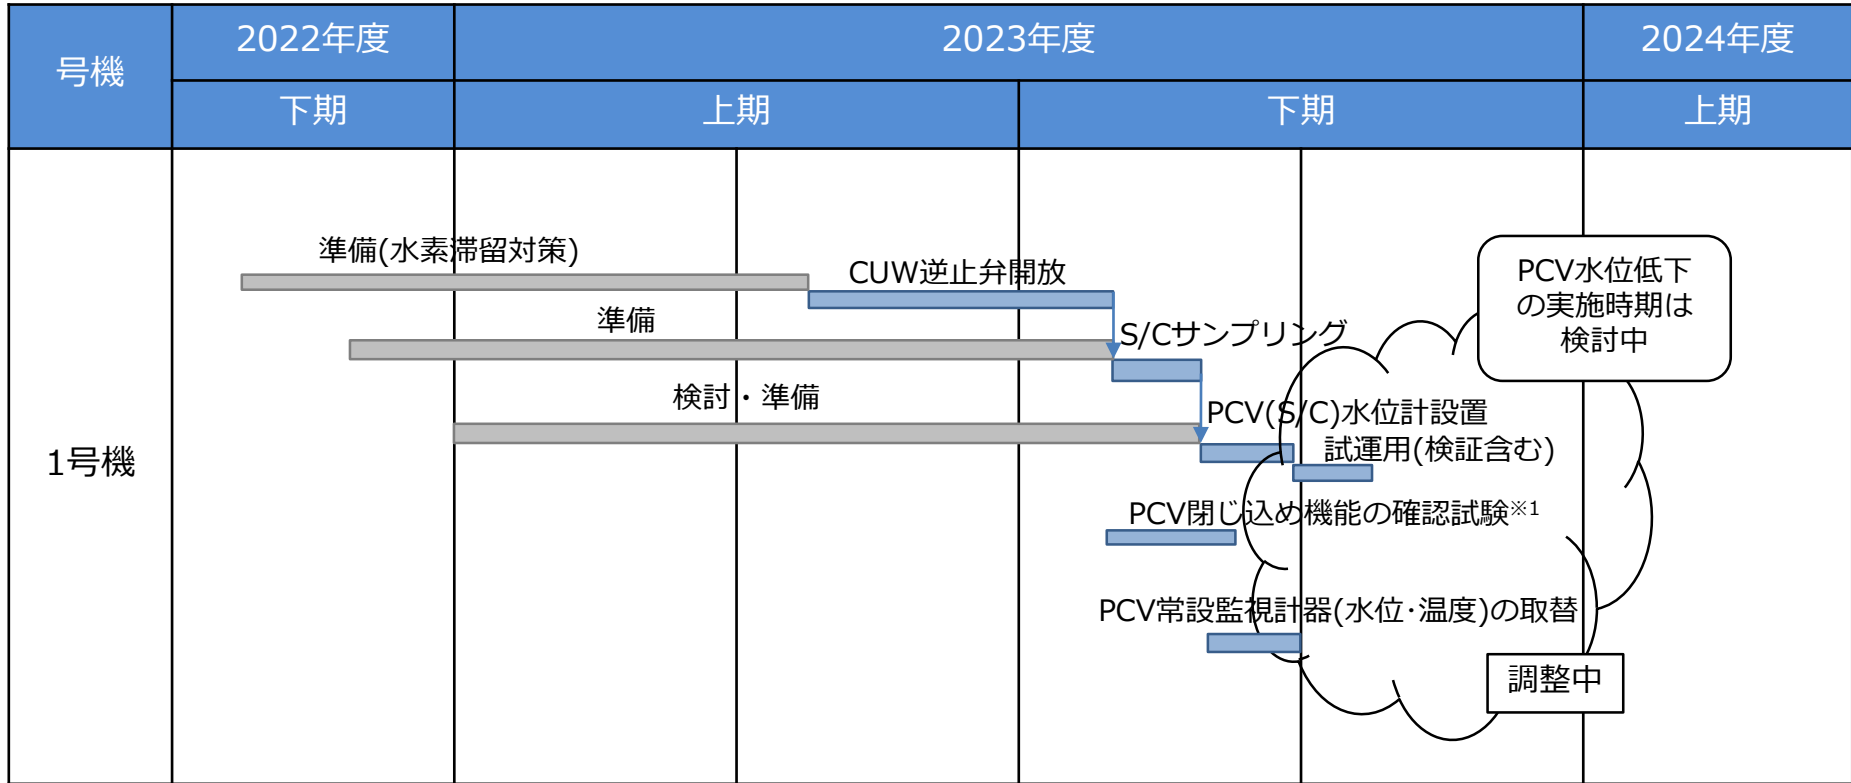 号機
2022年度
2023年度
2024年度
下期
上期
下期
上期
1号機
準備(水素滞留対策)
CUW逆止弁開放
準備
S/Cサンプリング
検討・準備
PCV(S/C)水位計設置
試運用(検証含む)
PCV閉じ込め機能の確認試験※1
PCV常設監視計器(水位･温度)の取替
PCV水位低下
の実施時期は
検討中
調整中